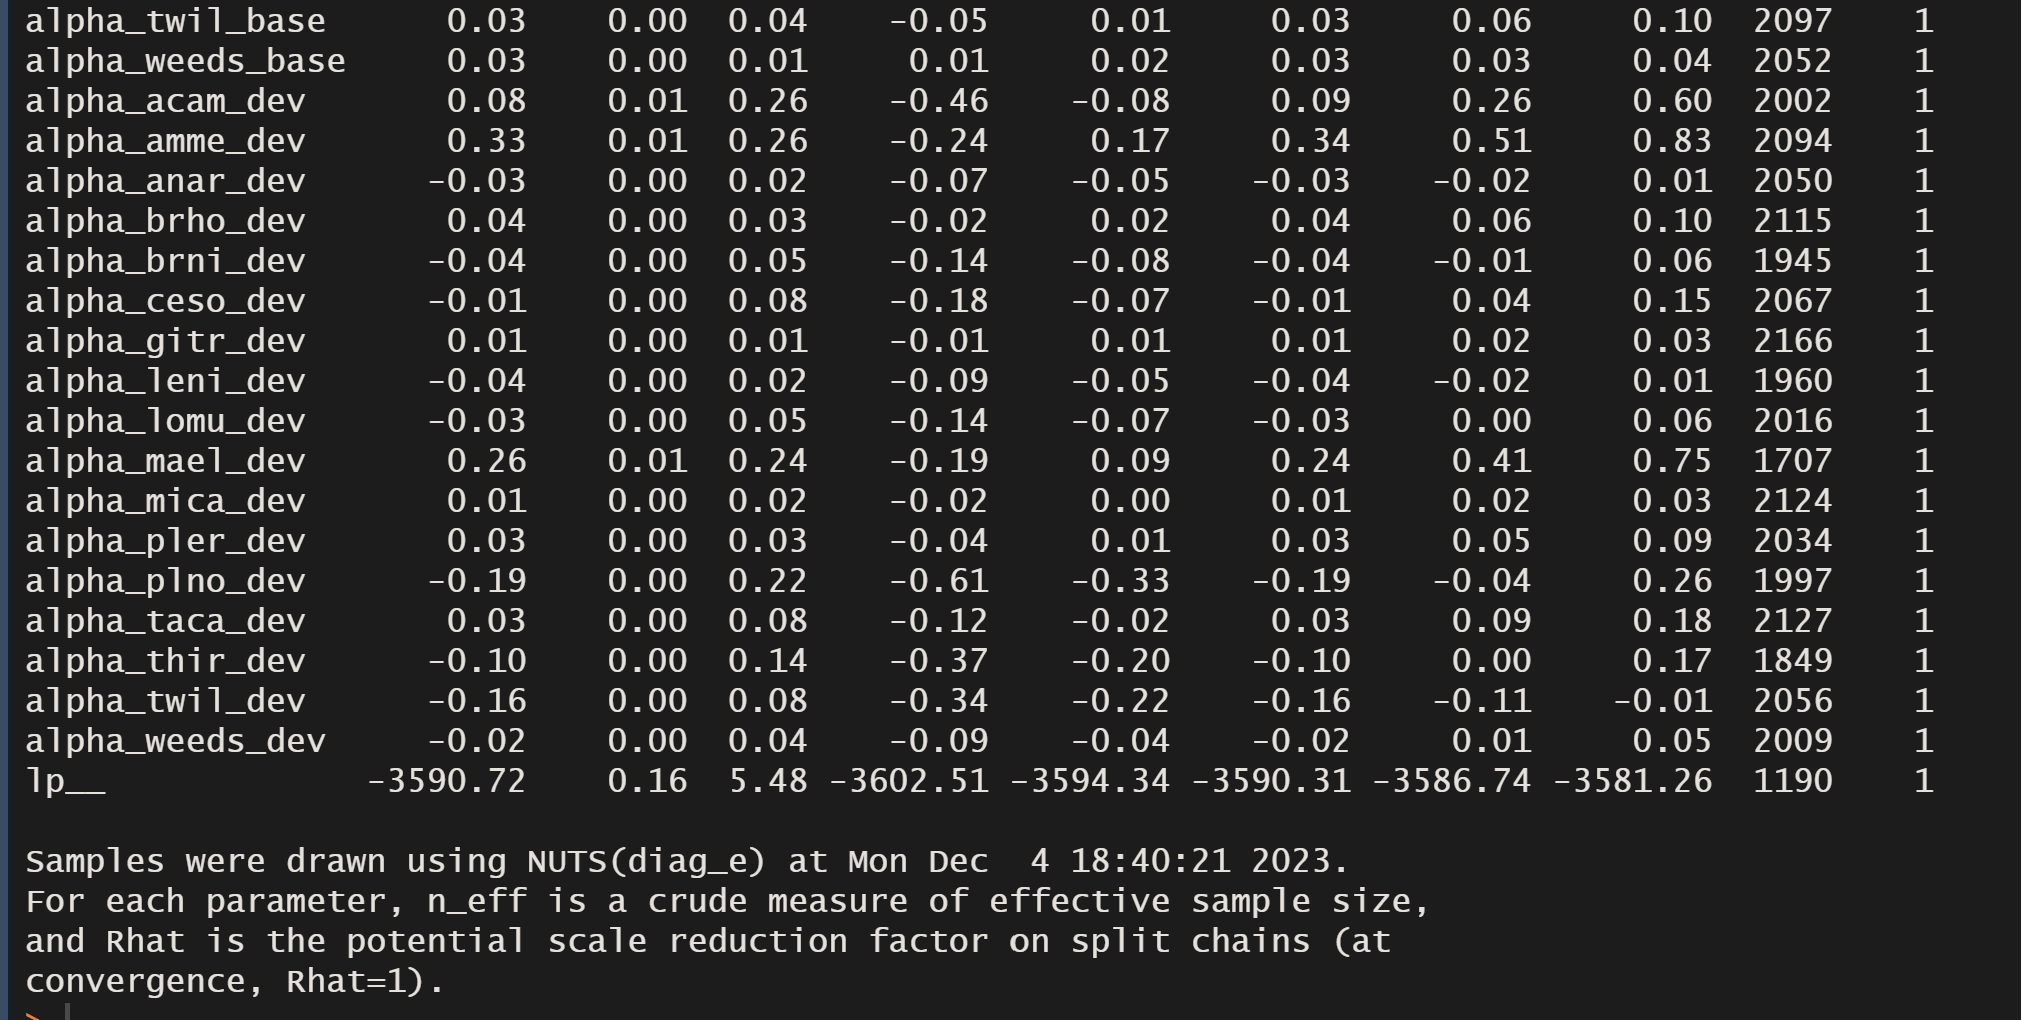 alpha_twil_base 0.03 0.00 0.04 -0.05 0.01 0.03 0.06 0.10 2097 1
alpha_weeds_base 0.03 0.00 0.01 0.01 0.02 0.03 0.03 0.04 2052 1
alpha_acam_dev 0.08 0.01 0.26 -0.46 -0.08 0.09 0.26 0.60 2002 1
alpha_amme_dev 0.33 0.01 0.26 -0.24 0.17 0.34 0.51 0.83 2094 1
alpha_anar_dev -0.03 0.00 0.02 -0.07 -0.05 -0.03 -0.02 0.01 2050 1
alpha_brho_dev 0.04 0.00 0.03 -0.02 0.02 0.04 0.06 0.10 2115 1
alpha_brni_dev -0.04 0.00 0.05 -0.14 -0.08 -0.04 -0.01 0.06 1945 1
alpha_ceso_dev -0.01 0.00 0.08 -0.18 -0.07 -0.01 0.04 0.15 2067 1
alpha_gitr_dev 0.01 0.00 0.01 -0.01 0.01 0.01 0.02 0.03 2166 1
alpha_leni_dev -0.04 0.00 0.02 -0.09 -0.05 -0.04 -0.02 0.01 1960 1
alpha_lomu_dev -0.03 0.00 0.05 -0.14 -0.07 -0.03 0.00 0.06 2016 1
alpha_mael_dev 0.26 0.01 0.24 -0.19 0.09 0.24 0.41 0.75 1707 1
alpha_mica_dev 0.01 0.00 0.02 -0.02 0.00 0.01 0.02 0.03 2124 1
alpha_pler_dev 0.03 0.00 0.03 -0.04 0.01 0.03 0.05 0.09 2034 1
alpha_plno_dev -0.19 0.00 0.22 -0.61 -0.33 -0.19 -0.04 0.26 1997 1
alpha_taca_dev 0.03 0.00 0.08 -0.12 -0.02 0.03 0.09 0.18 2127 1
alpha_thir_dev -0.10 0.00 0.14 -0.37 -0.20 -0.10 0.00 0.17 1849 1
alpha_twil_dev -0.16 0.00 0.08 -0.34 -0.22 -0.16 -0.11 -0.01 2056 1
alpha_weeds_dev -0.02 0.00 0.04 -0.09 -0.04 -0.02 0.01 0.05 2009 1
lp__ -3590.72 0.16 5.48 -3602.51 -3594.34 -3590.31 -3586.74 -3581.26 1190 1
Samples were drawn using NUTS(diag_e) at Mon Dec  4 18:40:21 2023.
For each parameter, n_eff is a crude measure of effective sample size,
and Rhat is the potential scale reduction factor on split chains (at
convergence, Rhat=1).
>